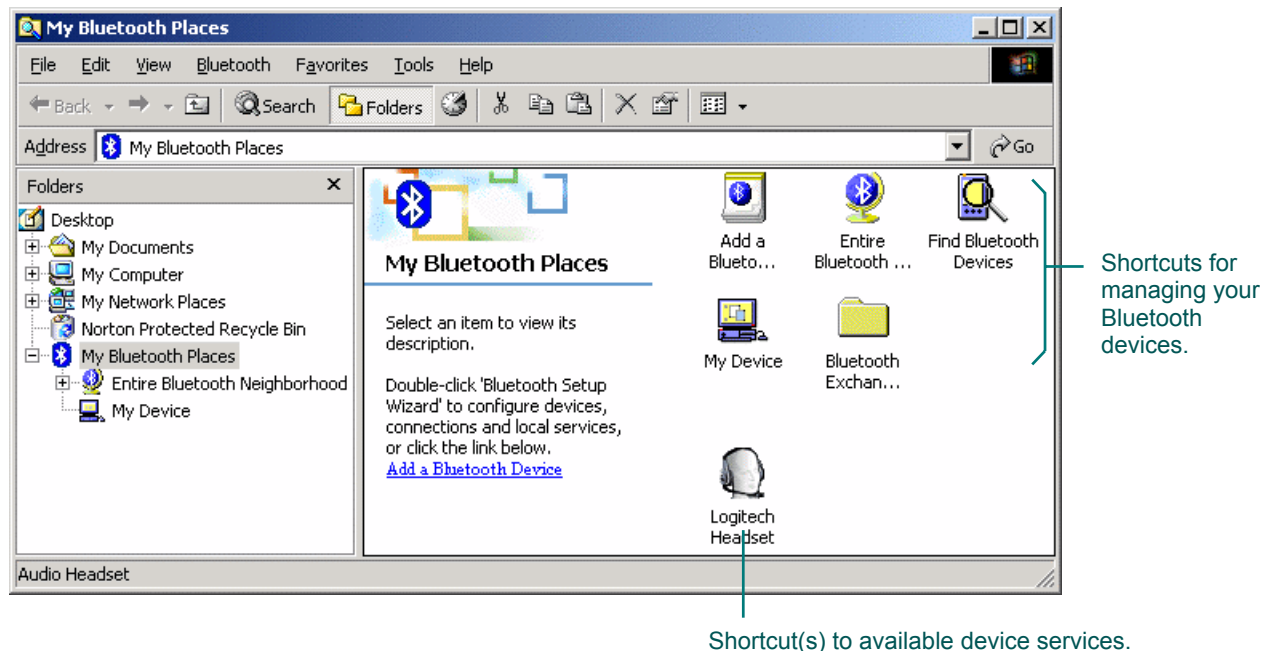 My Bluetooth Places
File Edit View Bluetooth Favorites Tools Help
Back Search Folders
Address My Bluetooth Places Go
Folders
Desktop
My Documents
My Computer
My Network Places
Norton Protected Recycle Bin
My Bluetooth Places
Entire Bluetooth Neighborhood
My Device
My Bluetooth Places
Select an item to view its
description.
Double-click 'Bluetooth Setup
Wizard' to configure devices,
connections and local services,
or click the link below.
Add a Bluetooth Device
Add a
Blueto...
Entire
Bluetooth ...
Find Bluetooth
Devices
My Device
Bluetooth
Exchan...
Logitech
Headset
Shortcuts for
managing your
Bluetooth
devices.
Audio Headset
Shortcut(s) to available device services.